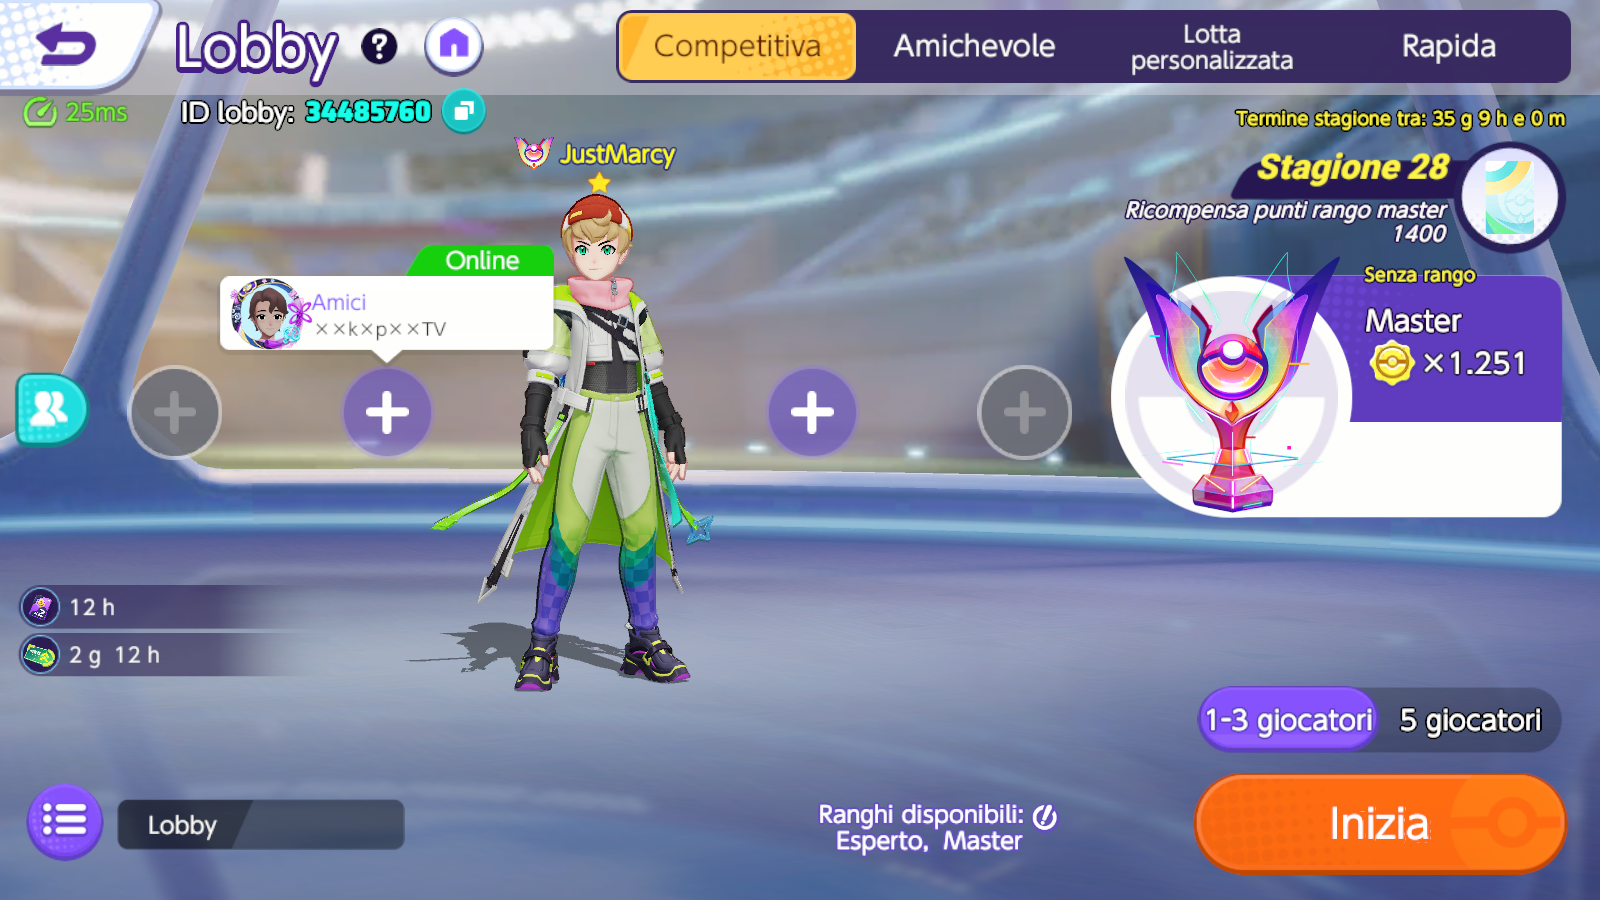 Lobby
?
Competitiva
Amichevole
Lotta
personalizzata
Rapida
25ms
ID lobby: 34485760
Termine stagione tra: 35 g 9 h e 0 m
JustMarcy
Stagione 28
Ricompensa punti rango master
1400
Online
Amici
××k×p××TV
Senza rango
Master
×1.251
12 h
2 g 12 h
1-3 giocatori
5 giocatori
Lobby
Ranghi disponibili:
Esperto, Master
Inizia